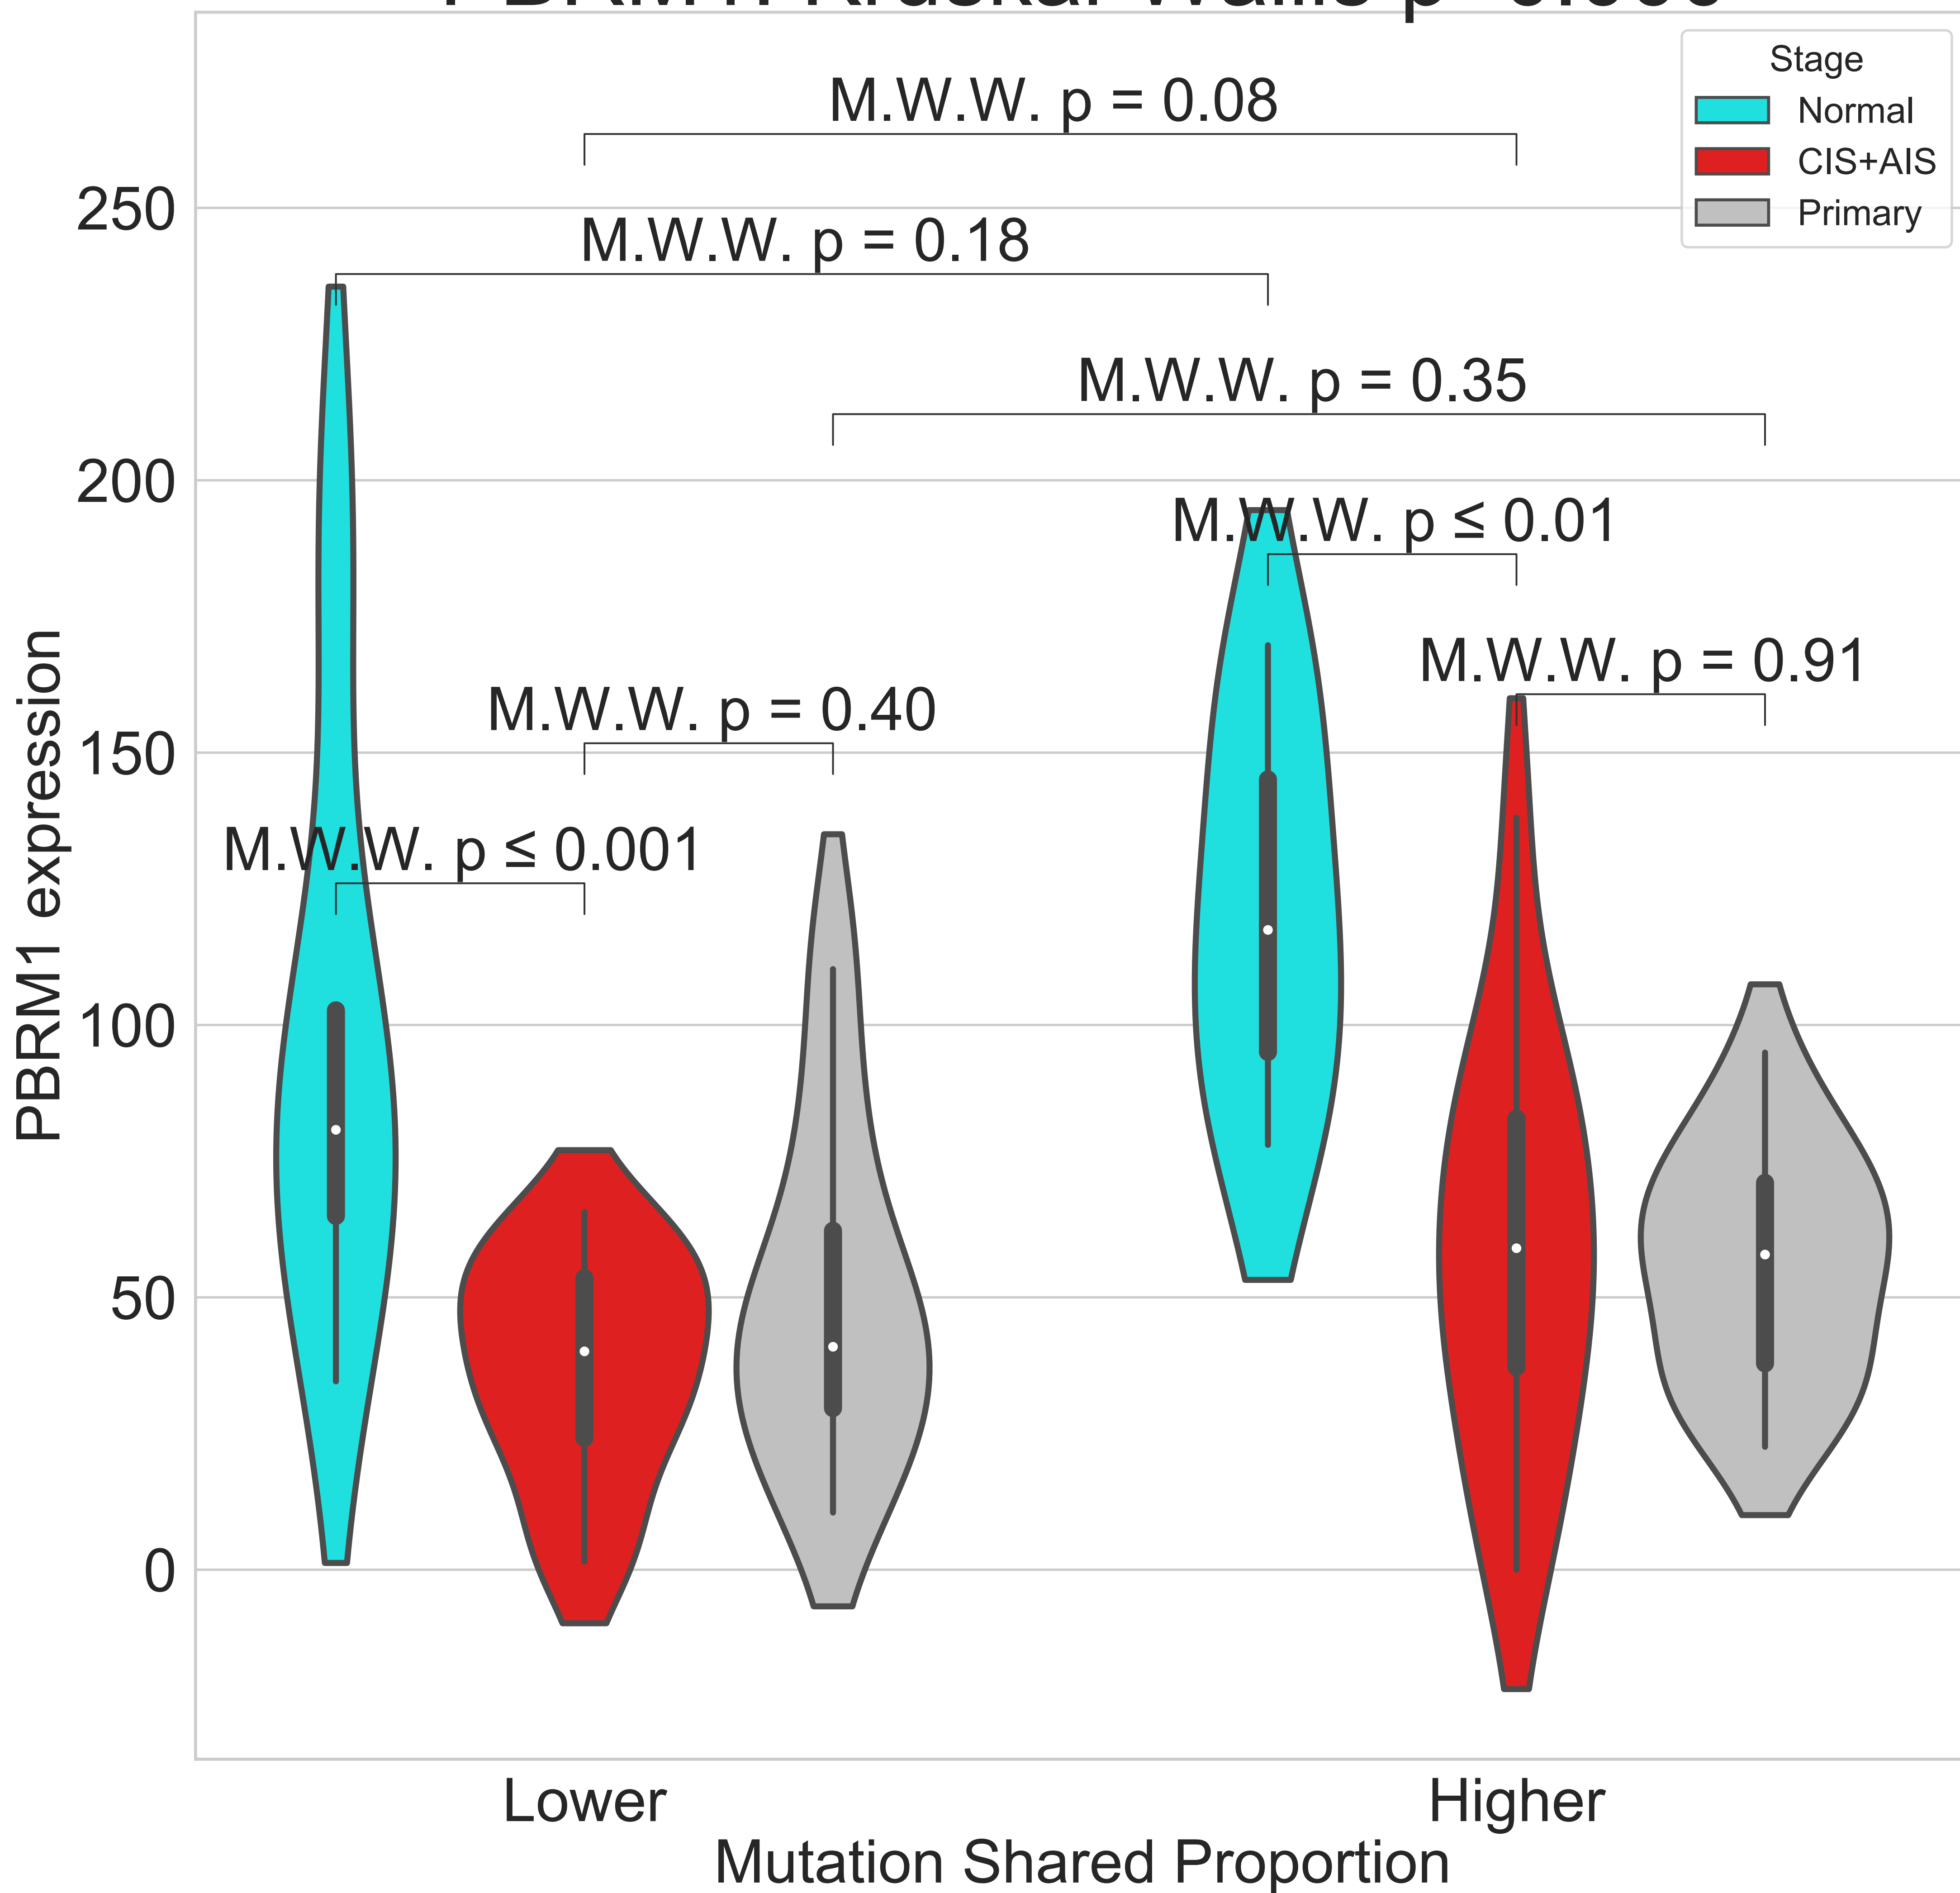 Stage
Normal
CIS+AIS
Primary
M.W.W. p = 0.08
M.W.W. p = 0.18
M.W.W. p = 0.35
M.W.W. p ≤ 0.01
M.W.W. p = 0.91
M.W.W. p = 0.40
M.W.W. p ≤ 0.001
250
200
150
100
50
0
PBRM1 expression
Lower
Higher
Mutation Shared Proportion